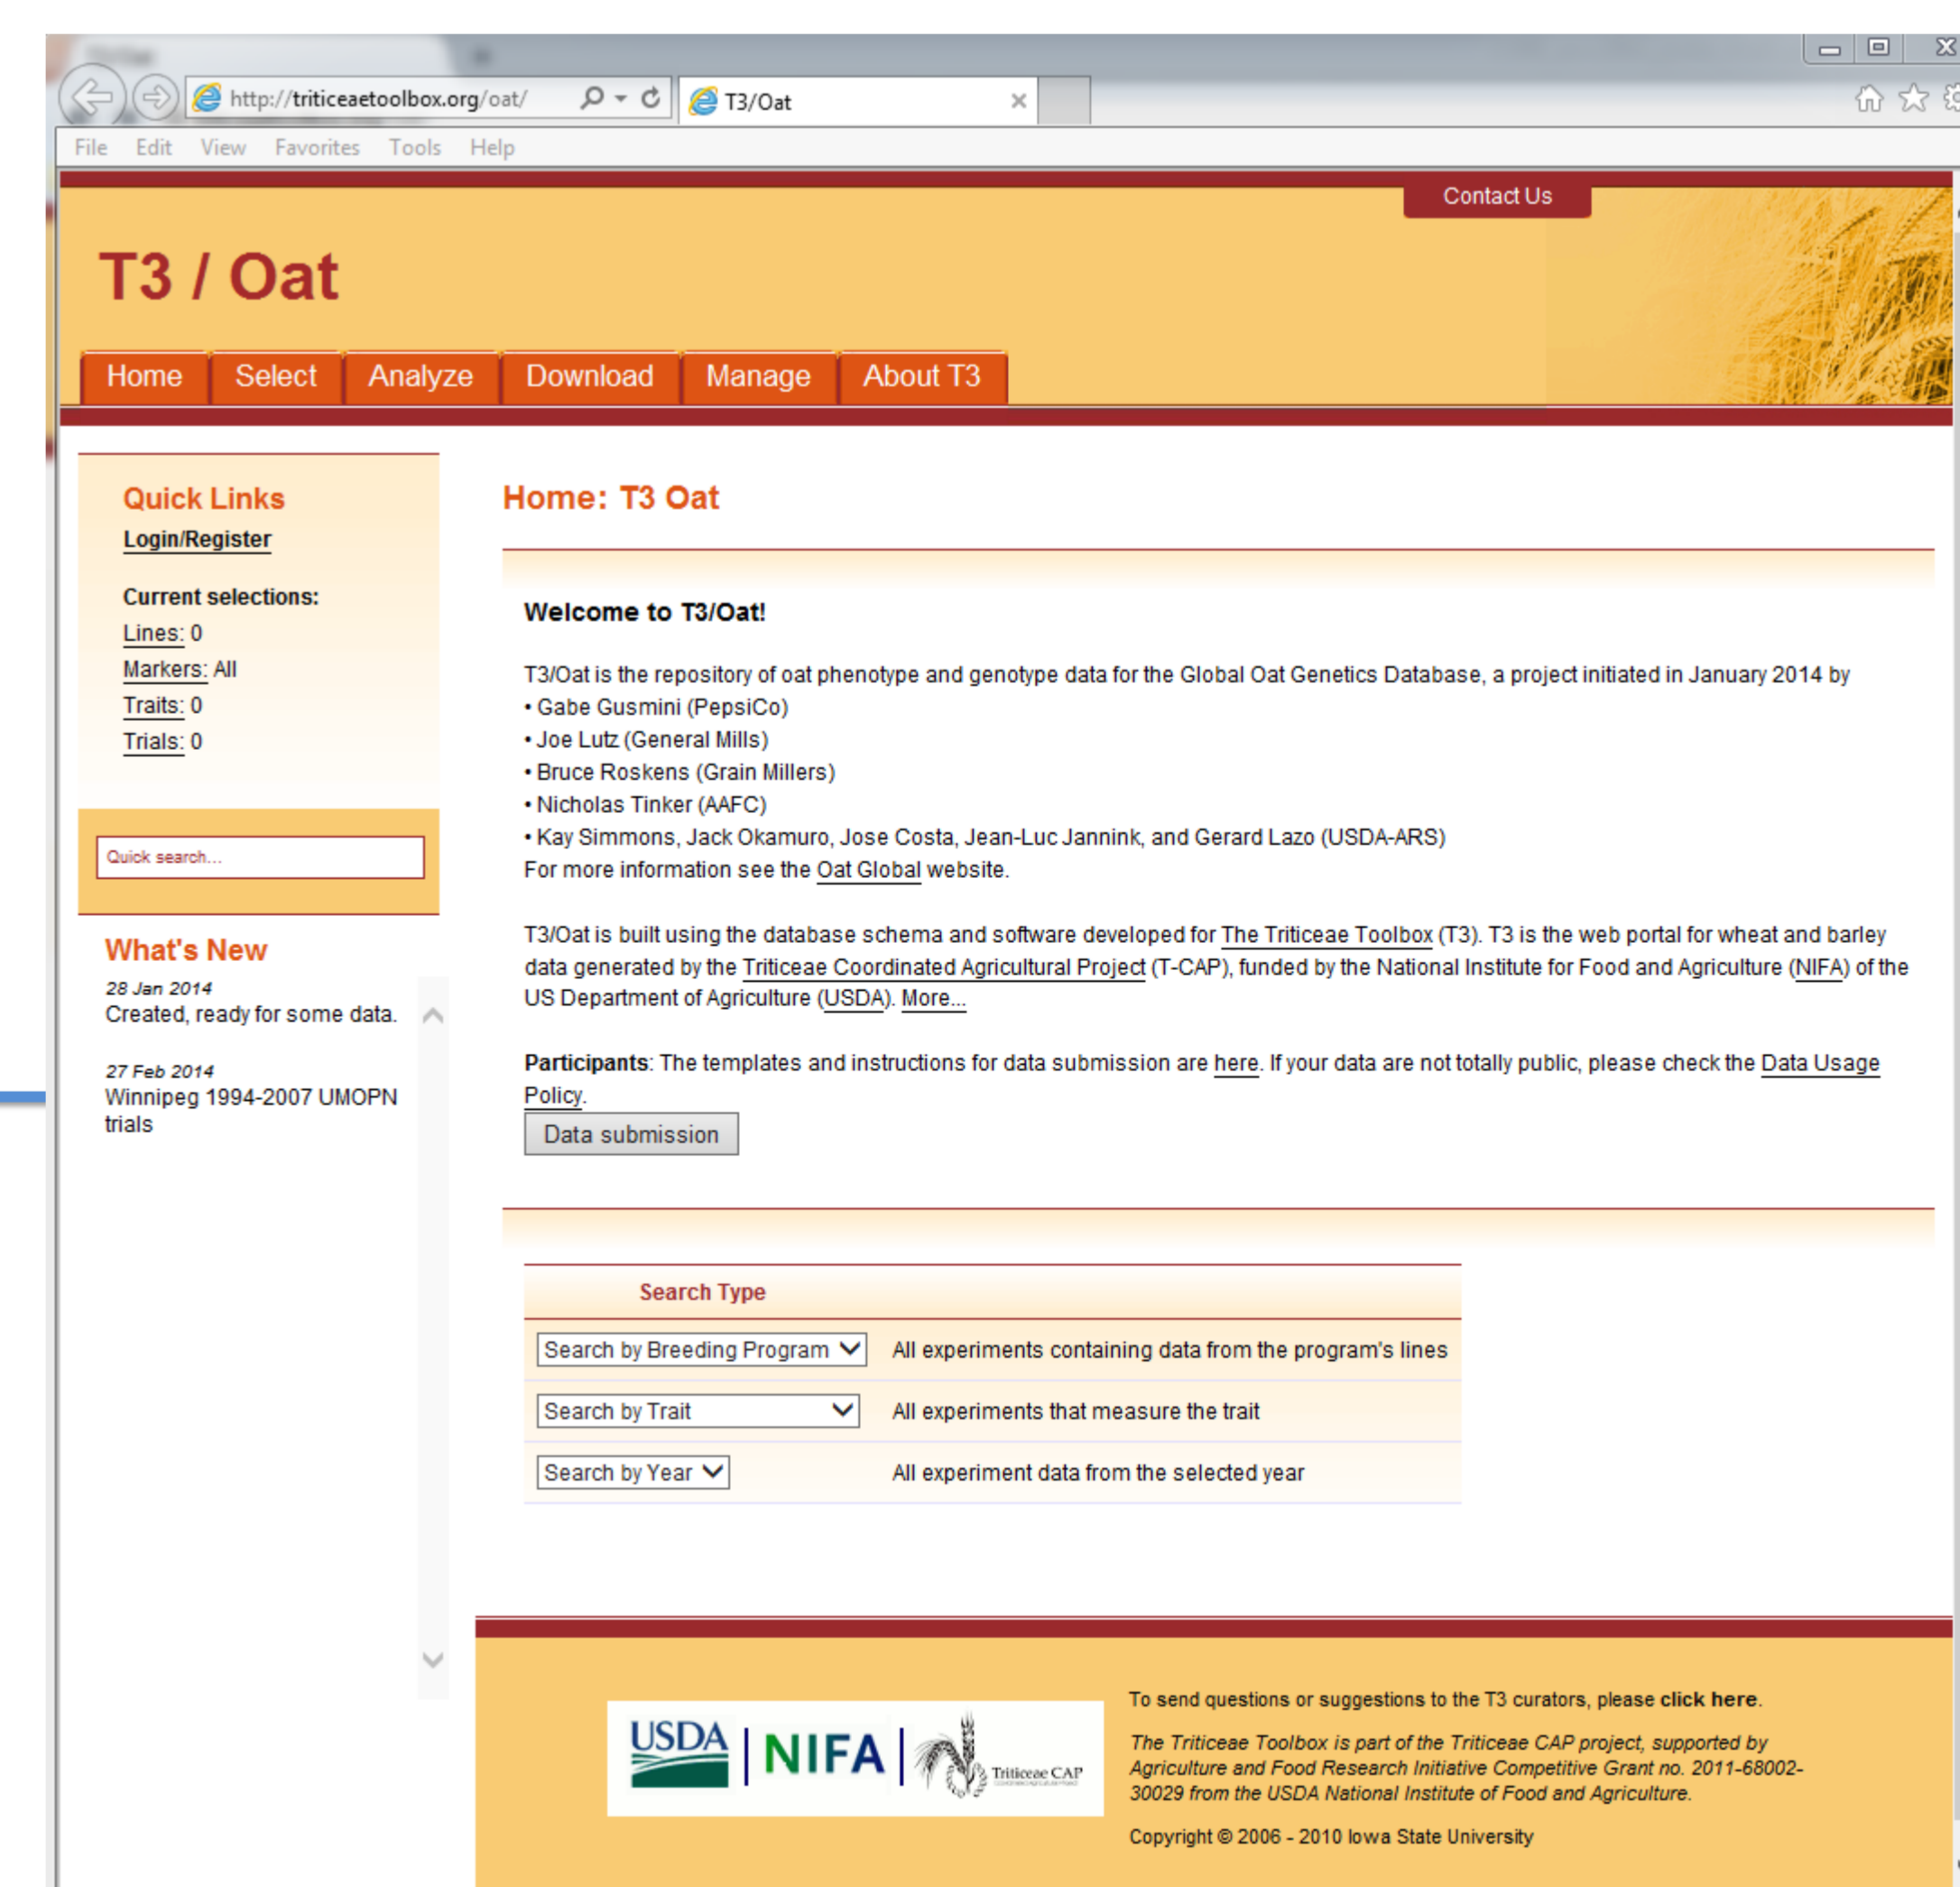 http://triticeaetoolbox.org/oat/
T3/Oat
File Edit View Favorites Tools Help
Contact Us
T3 / Oat
Home Select Analyze Download Manage About T3
Quick Links
Login/Register
Current selections:
Lines: 0
Markers: All
Traits: 0
Trials: 0
Quick search...
What's New
28 Jan 2014
Created, ready for some data.
27 Feb 2014
Winnipeg 1994-2007 UMOPN
trials
Home: T3 Oat
Welcome to T3/Oat!
T3/Oat is the repository of oat phenotype and genotype data for the Global Oat Genetics Database, a project initiated in January 2014 by
• Gabe Gusmini (PepsiCo)
• Joe Lutz (General Mills)
• Bruce Roskens (Grain Millers)
• Nicholas Tinker (AAFC)
• Kay Simmons, Jack Okamuro, Jose Costa, Jean-Luc Jannink, and Gerard Lazo (USDA-ARS)
For more information see the Oat Global website.
T3/Oat is built using the database schema and software developed for The Triticeae Toolbox (T3). T3 is the web portal for wheat and barley
data generated by the Triticeae Coordinated Agricultural Project (T-CAP), funded by the National Institute for Food and Agriculture (NIFA) of the
US Department of Agriculture (USDA). More...
Participants: The templates and instructions for data submission are here. If your data are not totally public, please check the Data Usage
Policy.
Data submission
Search Type
Search by Breeding Program All experiments containing data from the program's lines
Search by Trait All experiments that measure the trait
Search by Year All experiment data from the selected year
USDA NIFA Triticeae CAP
To send questions or suggestions to the T3 curators, please click here.
The Triticeae Toolbox is part of the Triticeae CAP project, supported by
Agriculture and Food Research Initiative Competitive Grant no. 2011-68002-
30029 from the USDA National Institute of Food and Agriculture.
Copyright © 2006 - 2010 Iowa State University